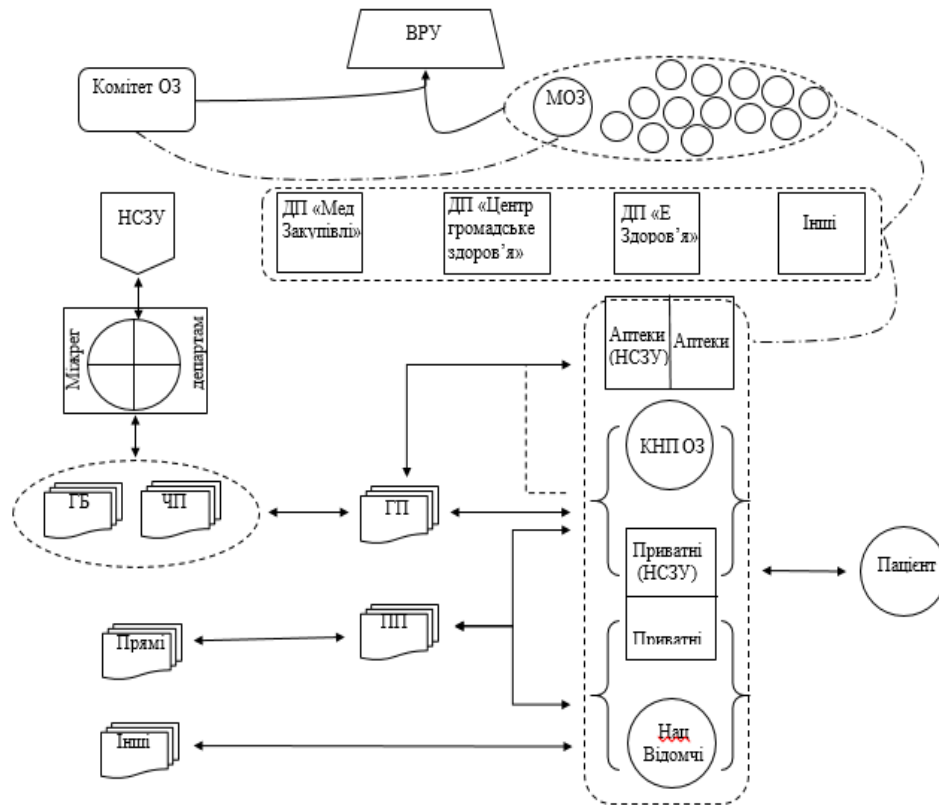 ВРУ
Комітет ОЗ
МОЗ
НСЗУ
ДП «Мед
Закупівлі»
ДП «Центр
громадське
здоров’я»
ДП «Е
Здоров’я»
Інші
Міжрег
департам
Аптеки
(НСЗУ)
Аптеки
КНП ОЗ
ГБ
ЧП
ГП
Приватні
(НСЗУ)
Пацієнт
Прямі
ПП
Приватні
Інші
Нац
Відомчі